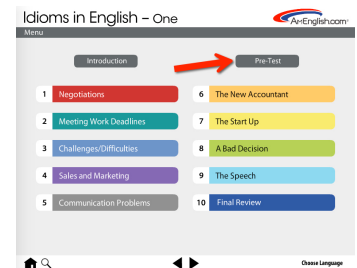 Idioms in English – One
AmEnglish.com
Menu
Introduction
Pre-Test
1 Negotiations
2 Meeting Work Deadlines
3 Challenges/Difficulties
4 Sales and Marketing
5 Communication Problems
6 The New Accountant
7 The Start Up
8 A Bad Decision
9 The Speech
10 Final Review
Choose Language